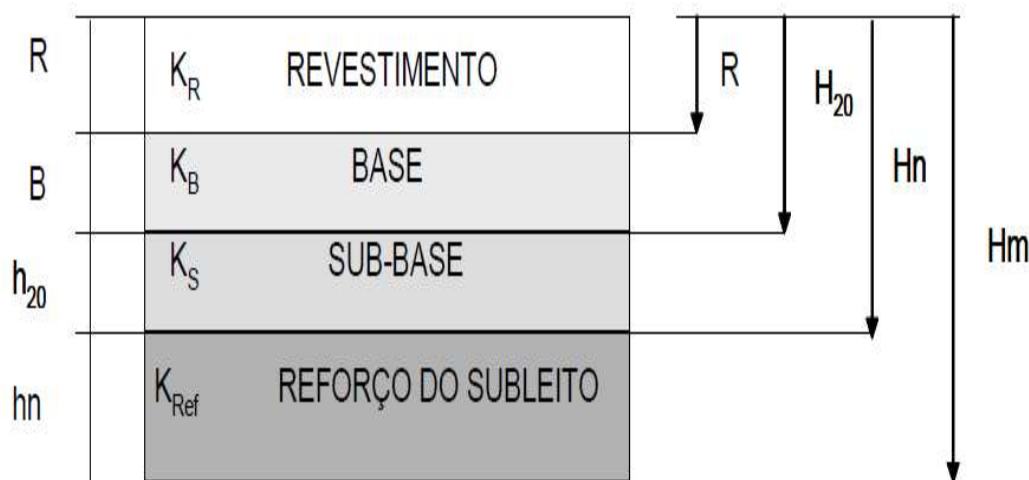 R
K_R REVESTIMENTO
R
H_20
B
K_B BASE
Hn
h_20
K_S SUB-BASE
Hm
hn
K_Ref REFORÇO DO SUBLEITO